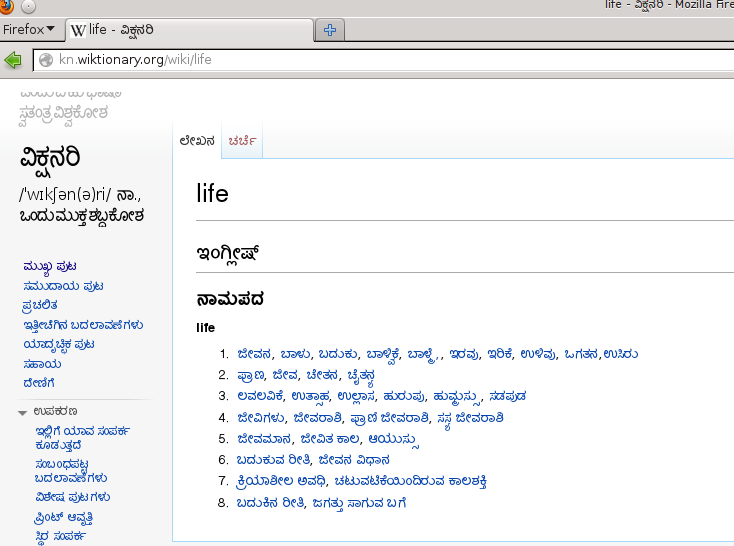 life - ವಿಕ್ಷನರಿ - Mozilla Fire
Firefox
W life - ವಿಕ್ಷನರಿ
kn.wiktionary.org/wiki/life
ಸ್ವತಂತ್ರವಿಶ್ವಕೋಶ
ವಿಕ್ಷನರಿ
/ˈwɪkʃən(ə)ri/ ನಾ.,
ಒಂದುಮುಕ್ತಶಬ್ದಕೋಶ
ಮುಖ್ಯ ಪುಟ
ಸಮುದಾಯ ಪುಟ
ಪ್ರಚಲಿತ
ಇತ್ತೀಚೆಗಿನ ಬದಲಾವಣೆಗಳು
ಯಾದೃಚ್ಛಿಕ ಪುಟ
ಸಹಾಯ
ದೇಣಿಗೆ
ಉಪಕರಣ
ಇಲ್ಲಿಗೆ ಯಾವ ಸಂಪರ್ಕ
ಕೂಡುತ್ತದೆ
ಸಂಬಂಧಪಟ್ಟ
ಬದಲಾವಣೆಗಳು
ವಿಶೇಷ ಪುಟಗಳು
ಪ್ರಿಂಟ್ ಆವೃತ್ತಿ
ಸ್ಥಿರ ಸಂಪರ್ಕ
ಲೇಖನ ಚರ್ಚೆ
life
ಇಂಗ್ಲೀಷ್
ನಾಮಪದ
life
1. ಜೀವನ, ಬಾಳು, ಬದುಕು, ಬಾಳ್ವಿಕೆ, ಬಾಳ್ಮೆ,, ಇರವು, ಇರಿಕೆ, ಉಳಿವು, ಒಗತನ,ಉಸಿರು
2. ಪ್ರಾಣ, ಜೀವ, ಚೇತನ, ಚೈತನ್ಯ
3. ಲವಲವಿಕೆ, ಉತ್ಸಾಹ, ಉಲ್ಲಾಸ, ಹುರುಪು, ಹುಮ್ಮಸ್ಸು, ಸಡಪುಡ
4. ಜೀವಿಗಳು, ಜೀವರಾಶಿ, ಪ್ರಾಣಿ ಜೀವರಾಶಿ, ಸಸ್ಯ ಜೀವರಾಶಿ
5. ಜೀವಮಾನ, ಜೀವಿತ ಕಾಲ, ಆಯುಸ್ಸು
6. ಬದುಕುವ ರೀತಿ, ಜೀವನ ವಿಧಾನ
7. ಕ್ರಿಯಾಶೀಲ ಅವಧಿ, ಚಟುವಟಿಕೆಯಿಂದಿರುವ ಕಾಲಶಕ್ತಿ
8. ಬದುಕಿನ ರೀತಿ, ಜಗತ್ತು ಸಾಗುವ ಬಗೆ